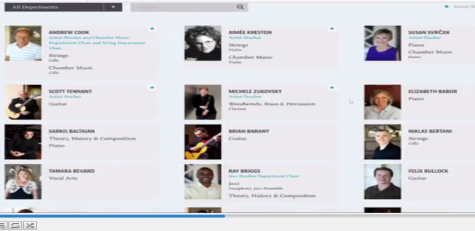 All Departments
ANDREW COOK
Artist-Teacher and Chamber Music
Department Chair and Young Department
Chair
Strings
Cello
Chamber Music
Cello
AIMÉE KRESTON
Artist-Teacher
Strings
Violin
Chamber Music
Violin
SUSAN SVRČEK
Artist-Teacher
Piano
Chamber Music
Piano
SCOTT TENNANT
Artist-Teacher
Guitar
MICHELE ZUKOVSKY
Artist-Teacher
Woodwinds, Brass & Percussion
Clarinet
ELIZABETH BABOR
Piano
SARKIS BALTAIAN
Theory, History & Composition
Piano
BRIAN BARANY
Guitar
NIKLAS BERTANI
Strings
Cello
TAMARA BEVARD
Vocal Arts
RAY BRIGGS
Jazz Studies Department Chair
Jazz
Saxophone, Jazz Ensemble
Theory, History & Composition
FELIX BULLOCK
Guitar